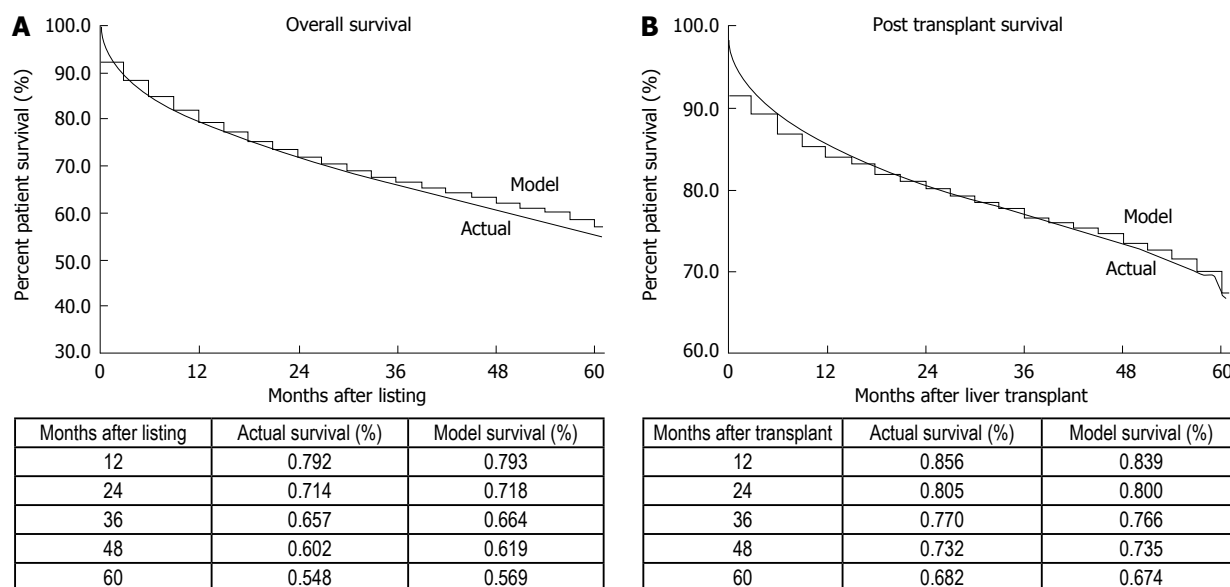 A
Overall survival
Percent patient survival (%)
100.0
90.0
80.0
70.0
60.0
50.0
40.0
30.0
Model
Actual
0 12 24 36 48 60
Months after listing
Months after listing Actual survival (%) Model survival (%)
12 0.792 0.793
24 0.714 0.718
36 0.657 0.664
48 0.602 0.619
60 0.548 0.569
B
Post transplant survival
Percent patient survival (%)
100.0
90.0
80.0
70.0
60.0
Model
Actual
0 12 24 36 48 60
Months after liver transplant
Months after transplant Actual survival (%) Model survival (%)
12 0.856 0.839
24 0.805 0.800
36 0.770 0.766
48 0.732 0.735
60 0.682 0.674